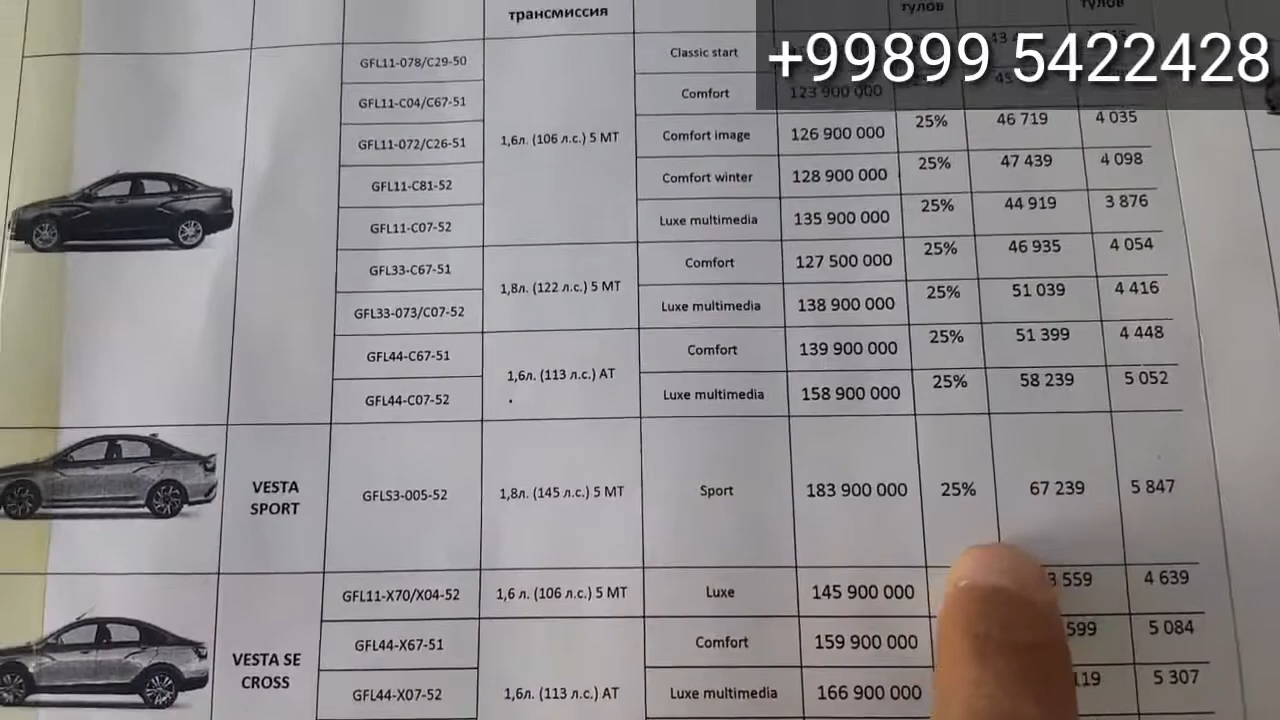 трансмиссия
тулов
тулов
+99899 5422428
GFL11-078/C29-50
Classic start
GFL11-C04/C67-51
Comfort
123 900 000
GFL11-072/C26-51
1,6л. (106 л.с.) 5 МТ
Comfort image
126 900 000
25%
46 719
4 035
GFL11-C81-52
Comfort winter
128 900 000
25%
47 439
4 098
GFL11-C07-52
Luxe multimedia
135 900 000
25%
44 919
3 876
GFL33-C67-51
1,8л. (122 л.с.) 5 МТ
Comfort
127 500 000
25%
46 935
4 054
GFL33-073/C07-52
Luxe multimedia
138 900 000
25%
51 039
4 416
GFL44-C67-51
1,6л. (113 л.с.) АТ
Comfort
139 900 000
25%
51 399
4 448
GFL44-C07-52
Luxe multimedia
158 900 000
25%
58 239
5 052
VESTA
SPORT
GFLS3-005-52
1,8л. (145 л.с.) 5 МТ
Sport
183 900 000
25%
67 239
5 847
GFL11-X70/X04-52
1,6 л. (106 л.с.) 5 МТ
Luxe
145 900 000
3 559
4 639
VESTA SE
CROSS
GFL44-X67-51
Comfort
159 900 000
599
5 084
GFL44-X07-52
1,6л. (113 л.с.) АТ
Luxe multimedia
166 900 000
119
5 307